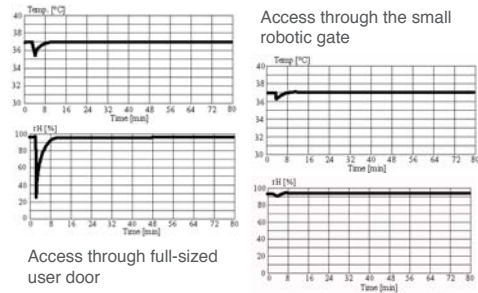 Temp. [°C]
40
38
36
34
32
30
0 8 16 24 32 40 48 56 64 72 80
Time [min]
rH [%]
100
80
60
40
20
0
0 8 16 24 32 40 48 56 64 72 80
Time [min]
Access through full-sized
user door
Access through the small
robotic gate
Temp [°C]
40
38
36
34
32
30
0 8 16 24 32 40 48 56 64 72 80
Time [min]
rH [%]
100
80
60
40
20
0
0 8 16 24 32 40 48 56 64 72 80
Time [min]